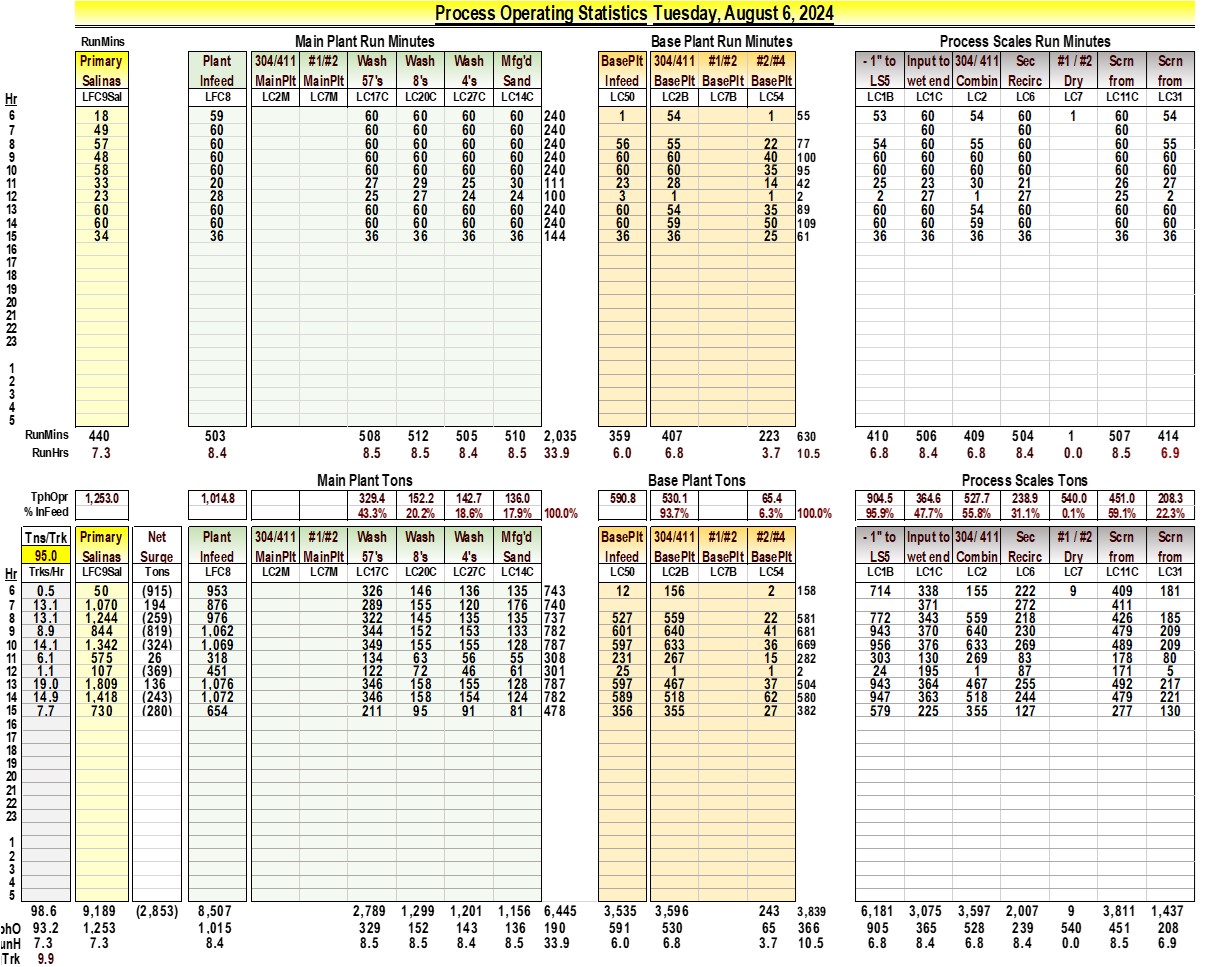 Process Operating Statistics Tuesday, August 6, 2024
RunMins Main Plant Run Minutes Base Plant Run Minutes Process Scales Run Minutes
Primary Plant 304/411 #1/#2 Wash Wash Wash Mfg'd BasePlt 304/411 #1/#2 #2/#4 - 1" to Input to 304/ 411 Sec #1 / #2 Scrn Scrn
Salinas Infeed MainPlt MainPlt 57's 8's 4's Sand Infeed BasePlt BasePlt BasePlt LS5 wet end Combin Recirc Dry from from
Hr LFC9Sal LFC8 LC2M LC7M LC17C LC20C LC27C LC14C LC50 LC2B LC7B LC54 LC1B LC1C LC2 LC6 LC7 LC11C LC31
6 18 59 60 60 60 60 240 1 54 1 55 53 60 54 60 1 60 54
7 49 60 60 60 60 60 240 60 60 60
8 57 60 60 60 60 60 240 56 55 22 77 54 60 55 60 60 55
9 48 60 60 60 60 60 240 60 60 40 100 60 60 60 60 60 60
10 58 60 60 60 60 60 240 60 60 35 95 60 60 60 60 60 60
11 33 20 27 29 25 30 111 23 28 14 42 25 23 30 21 26 27
12 23 28 25 27 24 24 100 3 1 1 2 2 27 1 27 25 2
13 60 60 60 60 60 60 240 60 54 35 89 60 60 54 60 60 60
14 60 60 60 60 60 60 240 60 59 50 109 60 60 59 60 60 60
15 34 36 36 36 36 36 144 36 36 25 61 36 36 36 36 36 36
16
17
18
19
20
21
22
23
1
2
3
4
5
RunMins 440 503 508 512 505 510 2,035 359 407 223 630 410 506 409 504 1 507 414
RunHrs 7.3 8.4 8.5 8.5 8.4 8.5 33.9 6.0 6.8 3.7 10.5 6.8 8.4 6.8 8.4 0.0 8.5 6.9
Main Plant Tons Base Plant Tons Process Scales Tons
TphOpr 1,253.0 1,014.8 329.4 152.2 142.7 136.0 590.8 530.1 65.4 904.5 364.6 527.7 238.9 540.0 451.0 208.3
% InFeed 43.3% 20.2% 18.6% 17.9% 100.0% 93.7% 6.3% 100.0% 95.9% 47.7% 55.8% 31.1% 0.1% 59.1% 22.3%
Tns/Trk Primary Net Plant 304/411 #1/#2 Wash Wash Wash Mfg'd BasePlt 304/411 #1/#2 #2/#4 - 1" to Input to 304/ 411 Sec #1 / #2 Scrn Scrn
95.0 Salinas Surge Infeed MainPlt MainPlt 57's 8's 4's Sand Infeed BasePlt BasePlt BasePlt LS5 wet end Combin Recirc Dry from from
Hr Trks/Hr LFC9Sal Tons LFC8 LC2M LC7M LC17C LC20C LC27C LC14C LC50 LC2B LC7B LC54 LC1B LC1C LC2 LC6 LC7 LC11C LC31
6 0.5 50 (915) 953 326 146 136 135 743 12 156 2 158 714 338 155 222 9 409 181
7 13.1 1,070 194 876 289 155 120 176 740 371 272 411
8 13.1 1,244 (259) 976 322 145 135 135 737 527 559 22 581 772 343 559 218 426 185
9 8.9 844 (819) 1,062 344 152 153 133 782 601 640 41 681 943 370 640 230 479 209
10 14.1 1,342 (324) 1,069 349 155 155 128 787 597 633 36 669 956 376 633 269 489 209
11 6.1 575 26 318 134 63 56 55 308 231 267 15 282 303 130 269 83 178 80
12 1.1 107 (369) 451 122 72 46 61 301 25 1 1 2 24 195 1 87 171 5
13 19.0 1,809 136 1,076 346 158 155 128 787 597 467 37 504 943 364 467 255 492 217
14 14.9 1,418 (243) 1,072 346 158 154 124 782 589 518 62 580 947 363 518 244 479 221
15 7.7 730 (280) 654 211 95 91 81 478 356 355 27 382 579 225 355 127 277 130
16
17
18
19
20
21
22
23
1
2
3
4
5
98.6 9,189 (2,853) 8,507 2,789 1,299 1,201 1,156 6,445 3,535 3,596 243 3,839 6,181 3,075 3,597 2,007 9 3,811 1,437
phO 93.2 1,253 1,015 329 152 143 136 190 591 530 65 366 905 365 528 239 540 451 208
unH 7.3 7.3 8.4 8.5 8.5 8.4 8.5 33.9 6.0 6.8 3.7 10.5 6.8 8.4 6.8 8.4 0.0 8.5 6.9
Trk 9.9